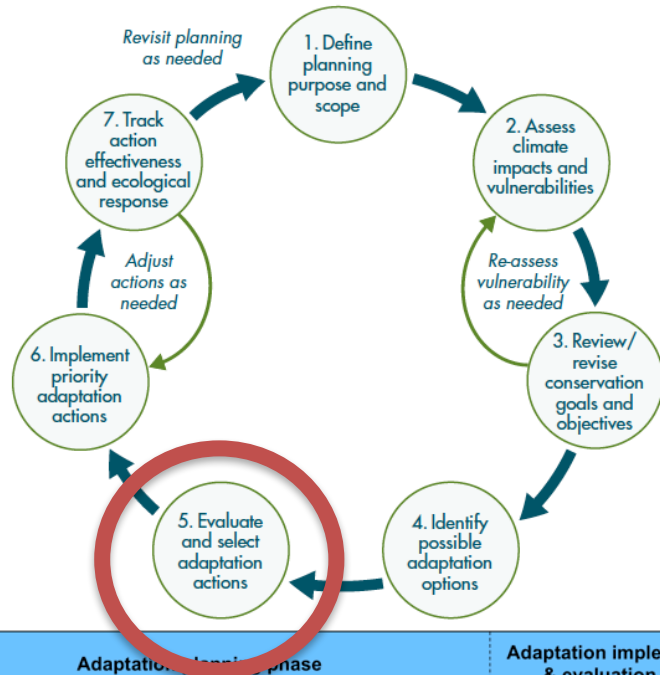 Revisit planning
as needed
1. Define
planning
purpose and
scope
2. Assess
climate
impacts and
vulnerabilities
Re-assess
vulnerability
as needed
3. Review/
revise
conservation
goals and
objectives
4. Identify
possible
adaptation
options
5. Evaluate
and select
adaptation
actions
6. Implement
priority
adaptation
actions
7. Track
action
effectiveness
and ecological
response
Adjust
actions as
needed
Adaptation planning phase
Adaptation imple
& evaluation